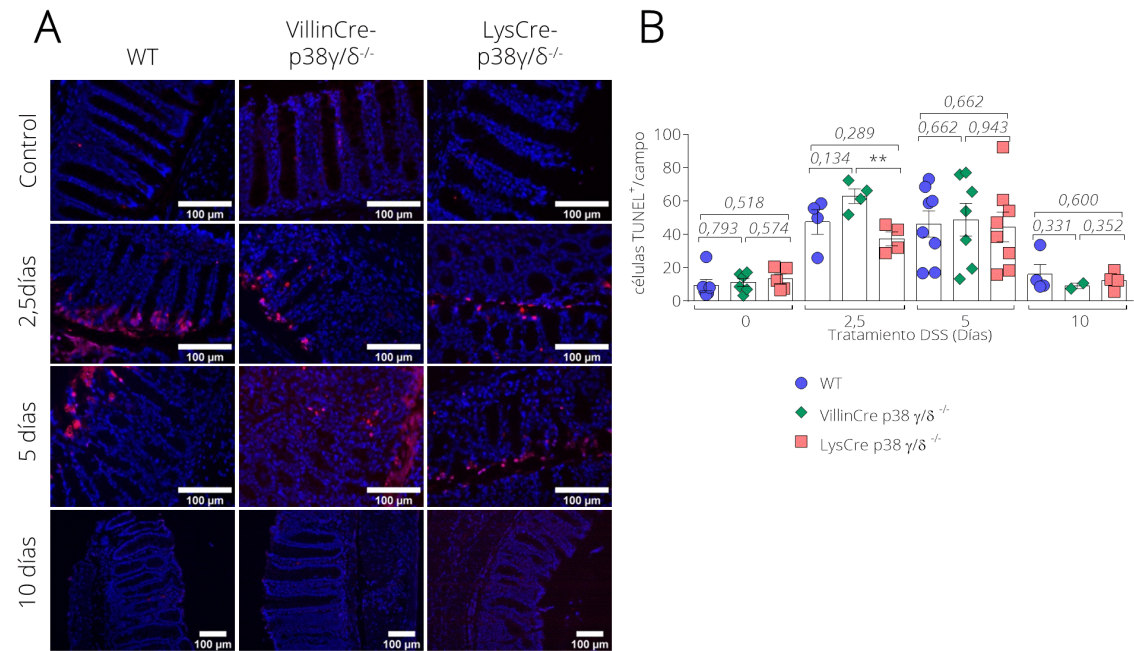 A
WT
VillinCre-
p38γ/δ-/-
LysCre-
p38γ/δ-/-
Control
100 µm
100 µm
100 µm
2,5días
100 µm
100 µm
100 µm
5 días
100 µm
100 µm
100 µm
10 días
100 µm
100 µm
100 µm
B
células TUNEL+/campo
100
80
60
40
20
0
0,518
0,793
0,574
0,289
0,134
**
0,662
0,662
0,943
0,600
0,331
0,352
0
2,5
5
10
Tratamiento DSS (Días)
WT
VillinCre p38 γ/δ -/-
LysCre p38 γ/δ -/-